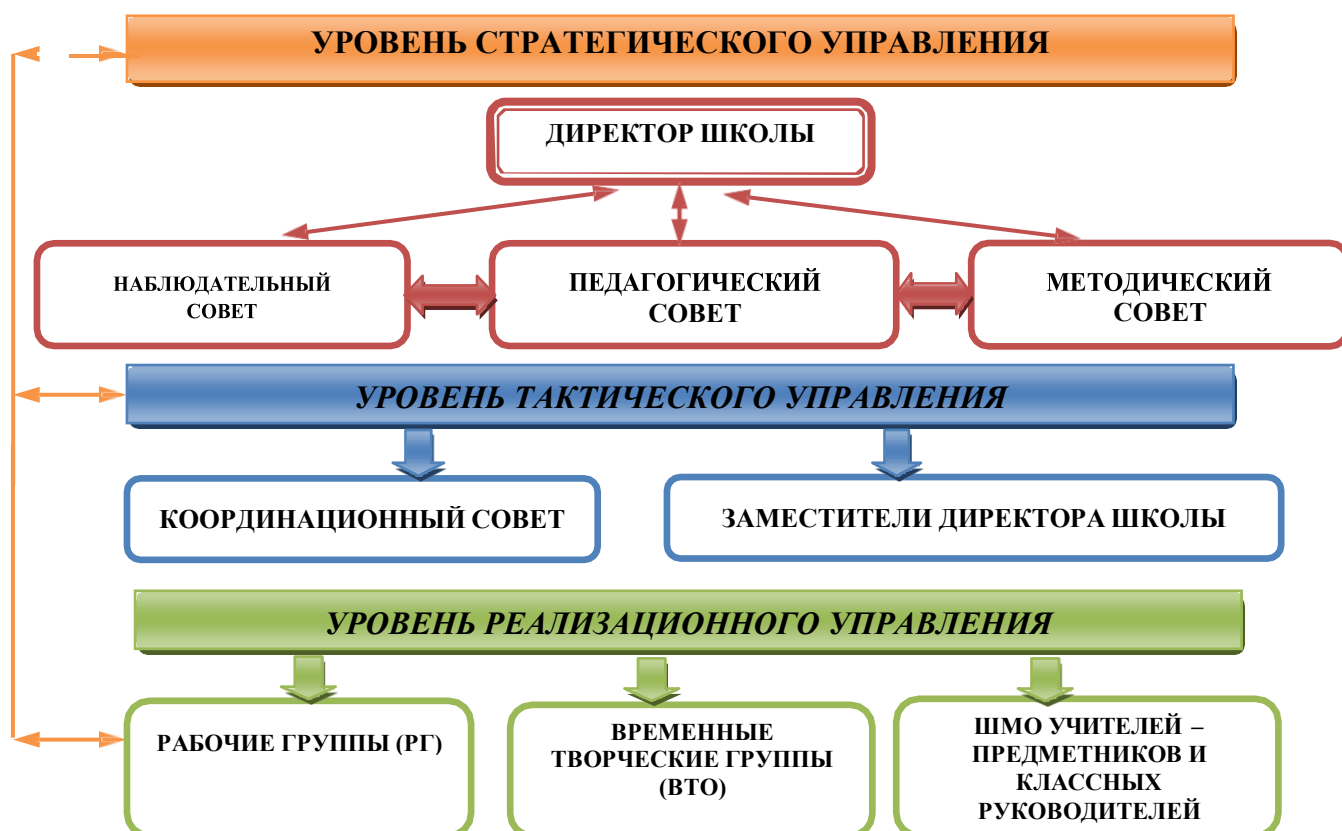 УРОВЕНЬ СТРАТЕГИЧЕСКОГО УПРАВЛЕНИЯ
ДИРЕКТОР ШКОЛЫ
НАБЛЮДАТЕЛЬНЫЙ
СОВЕТ
ПЕДАГОГИЧЕСКИЙ
СОВЕТ
МЕТОДИЧЕСКИЙ
СОВЕТ
УРОВЕНЬ ТАКТИЧЕСКОГО УПРАВЛЕНИЯ
КООРДИНАЦИОННЫЙ СОВЕТ
ЗАМЕСТИТЕЛИ ДИРЕКТОРА ШКОЛЫ
УРОВЕНЬ РЕАЛИЗАЦИОННОГО УПРАВЛЕНИЯ
РАБОЧИЕ ГРУППЫ (РГ)
ВРЕМЕННЫЕ
ТВОРЧЕСКИЕ ГРУППЫ
(ВТО)
ШМО УЧИТЕЛЕЙ –
ПРЕДМЕТНИКОВ И
КЛАССНЫХ
РУКОВОДИТЕЛЕЙ